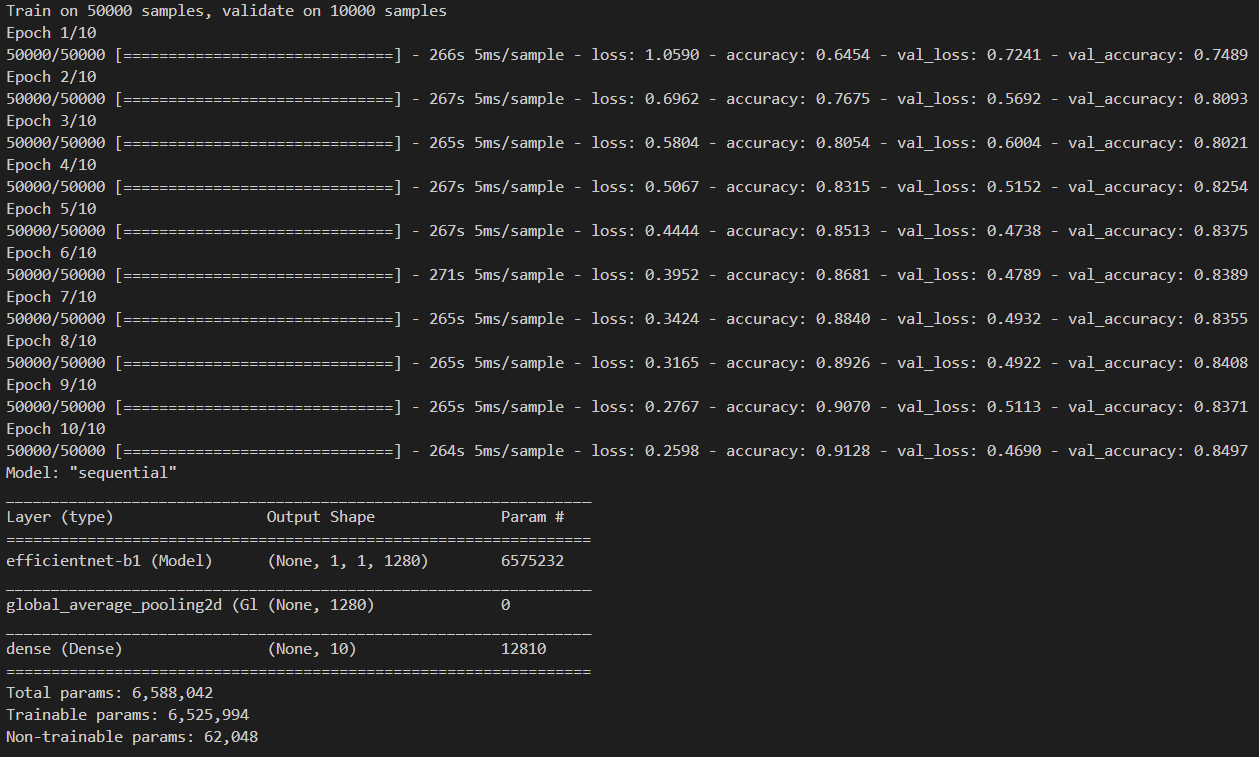 Train on 50000 samples, validate on 10000 samples
Epoch 1/10
50000/50000 [==============================] - 266s 5ms/sample - loss: 1.0590 - accuracy: 0.6454 - val_loss: 0.7241 - val_accuracy: 0.7489
Epoch 2/10
50000/50000 [==============================] - 267s 5ms/sample - loss: 0.6962 - accuracy: 0.7675 - val_loss: 0.5692 - val_accuracy: 0.8093
Epoch 3/10
50000/50000 [==============================] - 265s 5ms/sample - loss: 0.5804 - accuracy: 0.8054 - val_loss: 0.6004 - val_accuracy: 0.8021
Epoch 4/10
50000/50000 [==============================] - 267s 5ms/sample - loss: 0.5067 - accuracy: 0.8315 - val_loss: 0.5152 - val_accuracy: 0.8254
Epoch 5/10
50000/50000 [==============================] - 267s 5ms/sample - loss: 0.4444 - accuracy: 0.8513 - val_loss: 0.4738 - val_accuracy: 0.8375
Epoch 6/10
50000/50000 [==============================] - 271s 5ms/sample - loss: 0.3952 - accuracy: 0.8681 - val_loss: 0.4789 - val_accuracy: 0.8389
Epoch 7/10
50000/50000 [==============================] - 265s 5ms/sample - loss: 0.3424 - accuracy: 0.8840 - val_loss: 0.4932 - val_accuracy: 0.8355
Epoch 8/10
50000/50000 [==============================] - 265s 5ms/sample - loss: 0.3165 - accuracy: 0.8926 - val_loss: 0.4922 - val_accuracy: 0.8408
Epoch 9/10
50000/50000 [==============================] - 265s 5ms/sample - loss: 0.2767 - accuracy: 0.9070 - val_loss: 0.5113 - val_accuracy: 0.8371
Epoch 10/10
50000/50000 [==============================] - 264s 5ms/sample - loss: 0.2598 - accuracy: 0.9128 - val_loss: 0.4690 - val_accuracy: 0.8497
Model: "sequential"
_________________________________________________________________
Layer (type)                 Output Shape              Param #
=================================================================
efficientnet-b1 (Model)      (None, 1, 1, 1280)        6575232
_________________________________________________________________
global_average_pooling2d (Gl (None, 1280)              0
_________________________________________________________________
dense (Dense)                (None, 10)                12810
=================================================================
Total params: 6,588,042
Trainable params: 6,525,994
Non-trainable params: 62,048